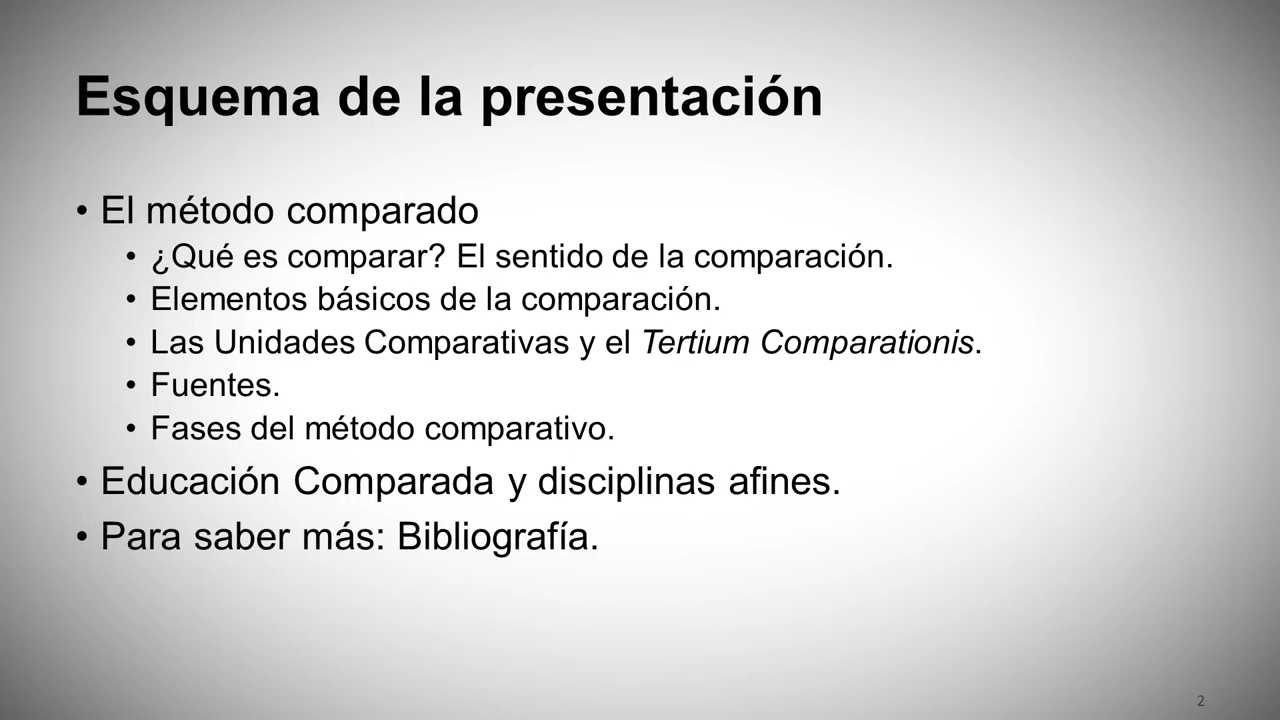 Esquema de la presentación
• El método comparado
• ¿Qué es comparar? El sentido de la comparación.
• Elementos básicos de la comparación.
• Las Unidades Comparativas y el Tertium Comparationis.
• Fuentes.
• Fases del método comparativo.
• Educación Comparada y disciplinas afines.
• Para saber más: Bibliografía.
2